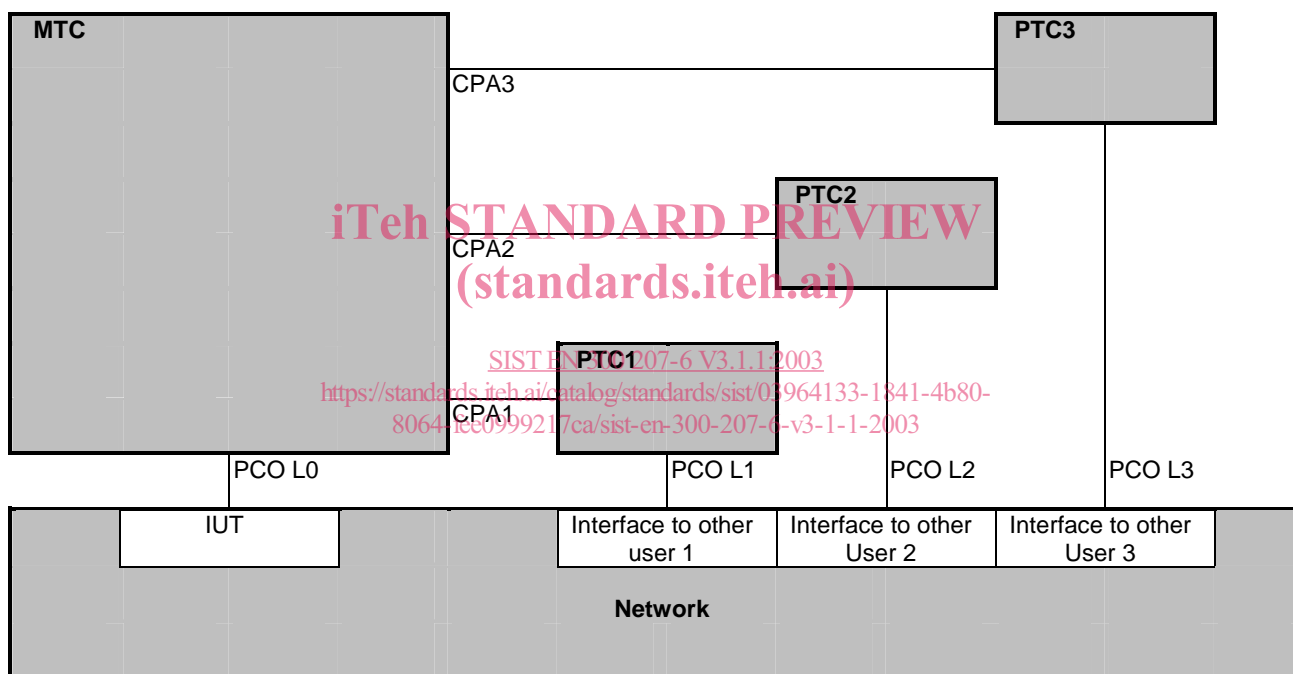 MTC
PTC3
CPA3
PTC2
iTeh STANDARD PREVIEW
CPA2
(standards.iteh.ai)
PTC1
SIST EN 300 207-6 V3.1.1:2003
https://standards.iteh.ai/catalog/standards/sist/03964133-1841-4b80-
CPA1
8064-1ee0999217ca/sist-en-300-207-6-v3-1-1-2003
PCO L0
PCO L1
PCO L2
PCO L3
IUT
Interface to other
user 1
Interface to other
User 2
Interface to other
User 3
Network